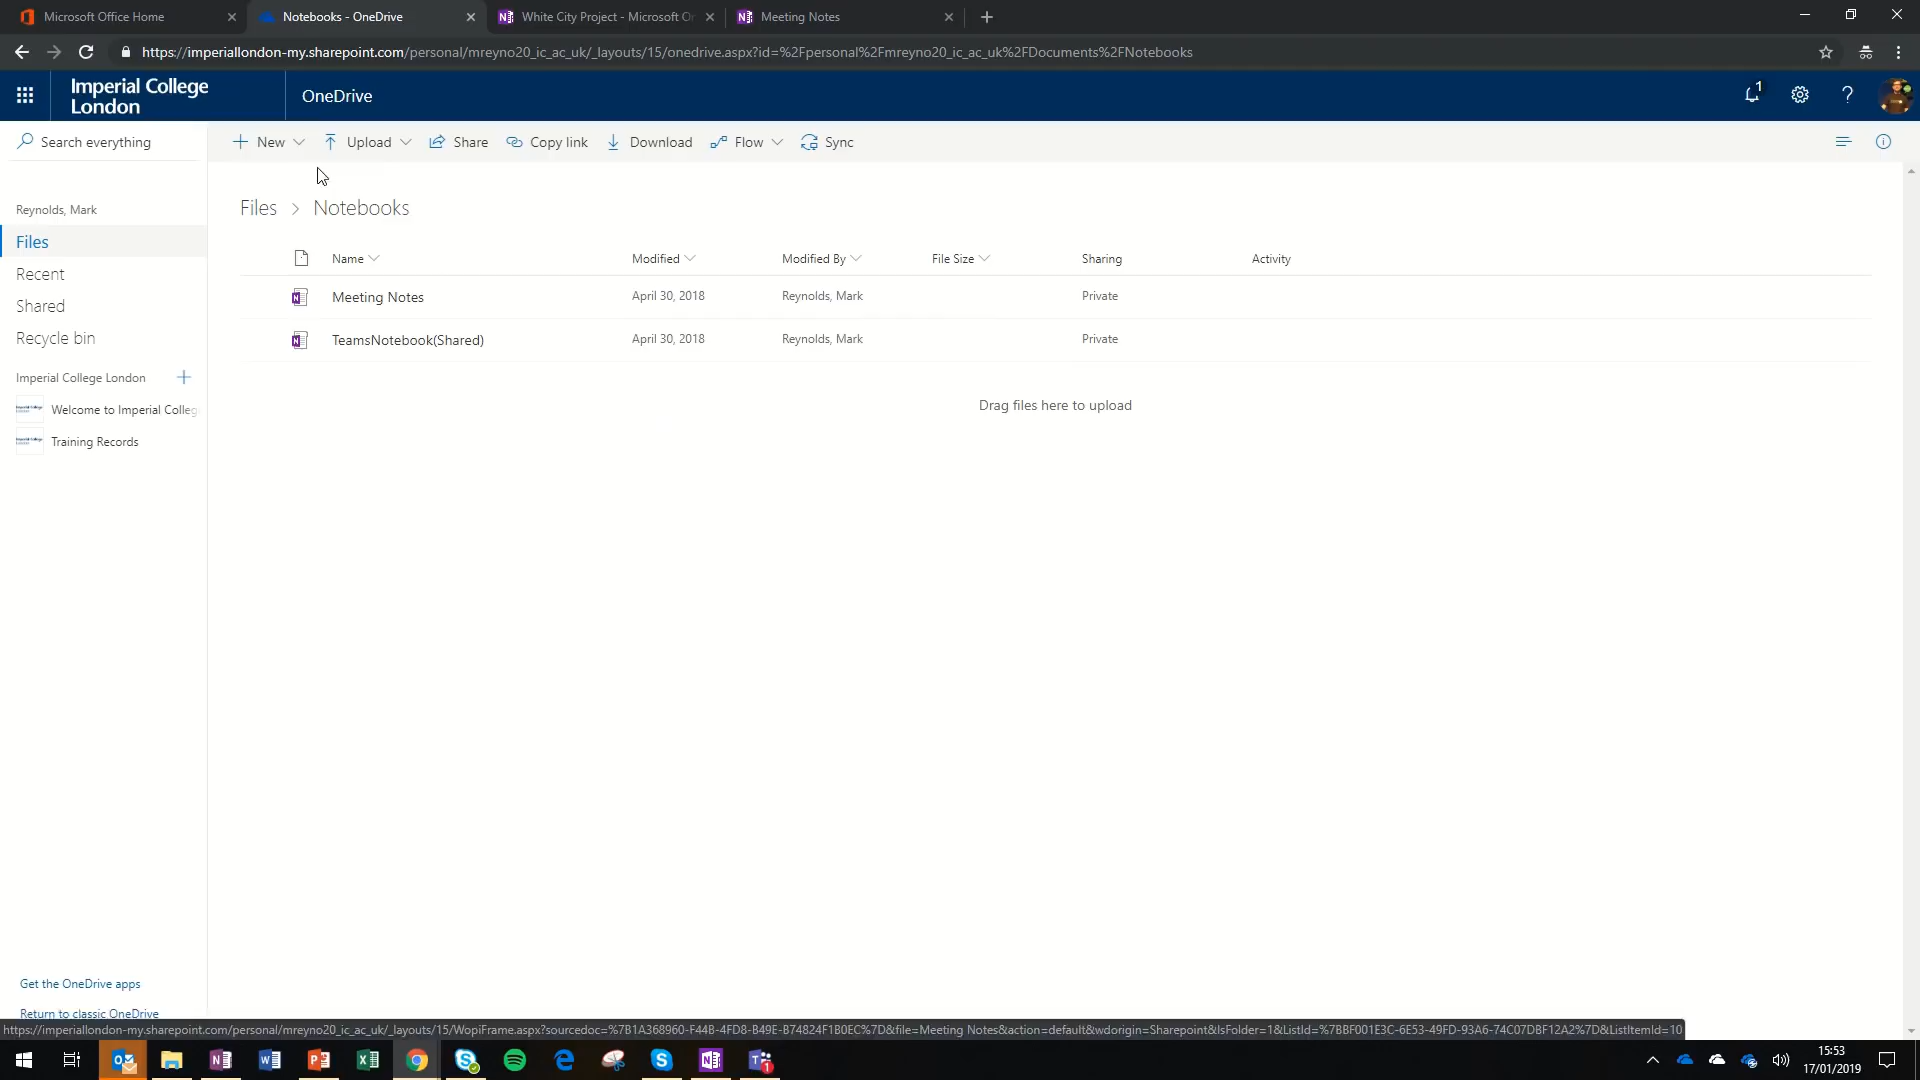 Microsoft Office Home
Notebooks - OneDrive
White City Project - Microsoft Or
Meeting Notes
https://imperiallondon-my.sharepoint.com/personal/mreyno20_ic_ac_uk/_layouts/15/onedrive.aspx?id=%2Fpersonal%2Fmreyno20_ic_ac_uk%2FDocuments%2FNotebooks
Imperial College
London
OneDrive
1
?
Search everything
New
Upload
Share
Copy link
Download
Flow
Sync
Reynolds, Mark
Files
Recent
Shared
Recycle bin
Imperial College London
Welcome to Imperial Colleg
Training Records
Files > Notebooks
Name
Modified
Modified By
File Size
Sharing
Activity
Meeting Notes
April 30, 2018
Reynolds, Mark
Private
TeamsNotebook(Shared)
April 30, 2018
Reynolds, Mark
Private
Drag files here to upload
Get the OneDrive apps
Return to classic OneDrive
https://imperiallondon-my.sharepoint.com/personal/mreyno20_ic_ac_uk/_layouts/15/WopiFrame.aspx?sourcedoc=%7B1A368960-F44B-4FD8-B49E-B74824F1B0EC%7D&file=Meeting Notes&action=default&wdorigin=Sharepoint&IsFolder=1&ListId=%7BBF001E3C-6E53-49FD-93A6-74C07DBF12A2%7D&ListItemId=10
15:53
17/01/2019